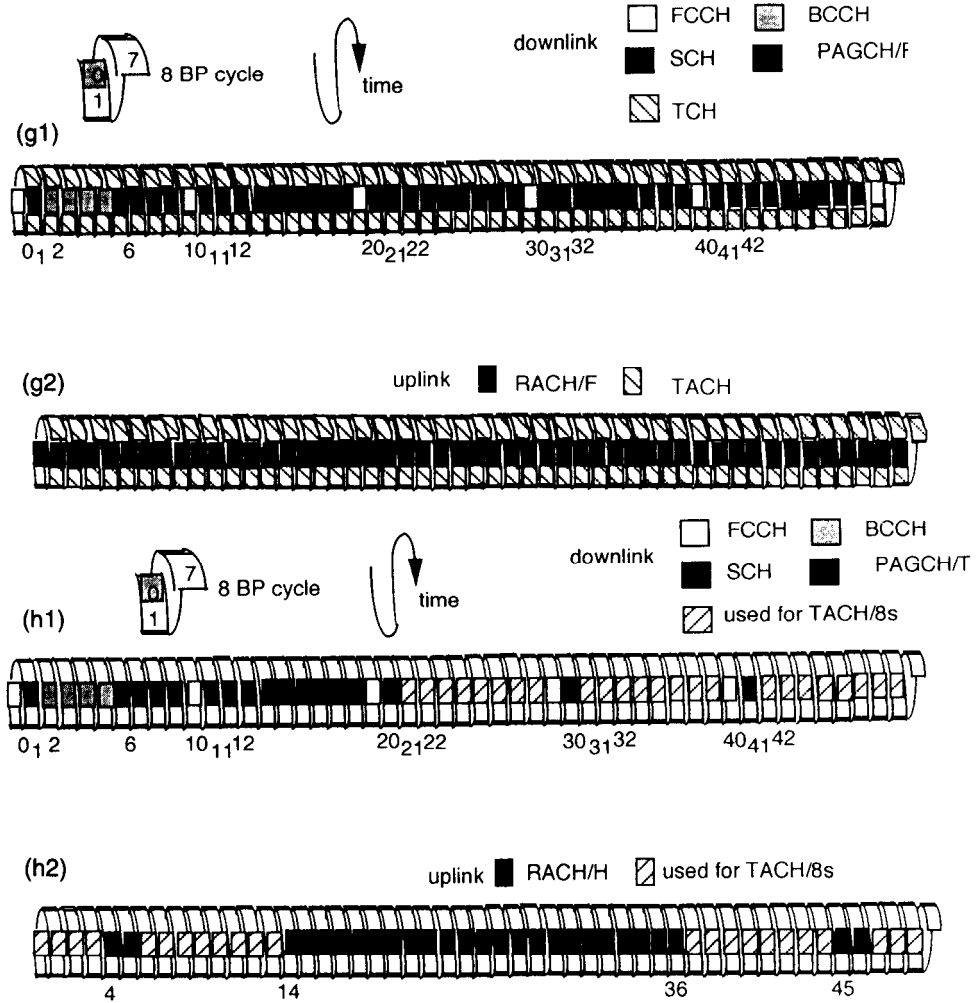 FCCH BCCH
downlink
SCH PAGCH/F
TCH
7
0
1
8 BP cycle
time
(g1)
0 1 2 6 10 11 12 20 21 22 30 31 32 40 41 42
(g2)
uplink RACH/F TACH
FCCH BCCH
downlink
SCH PAGCH/T
used for TACH/8s
7
0
1
8 BP cycle
time
(h1)
0 1 2 6 10 11 12 20 21 22 30 31 32 40 41 42
(h2)
uplink RACH/H used for TACH/8s
4 14 36 45